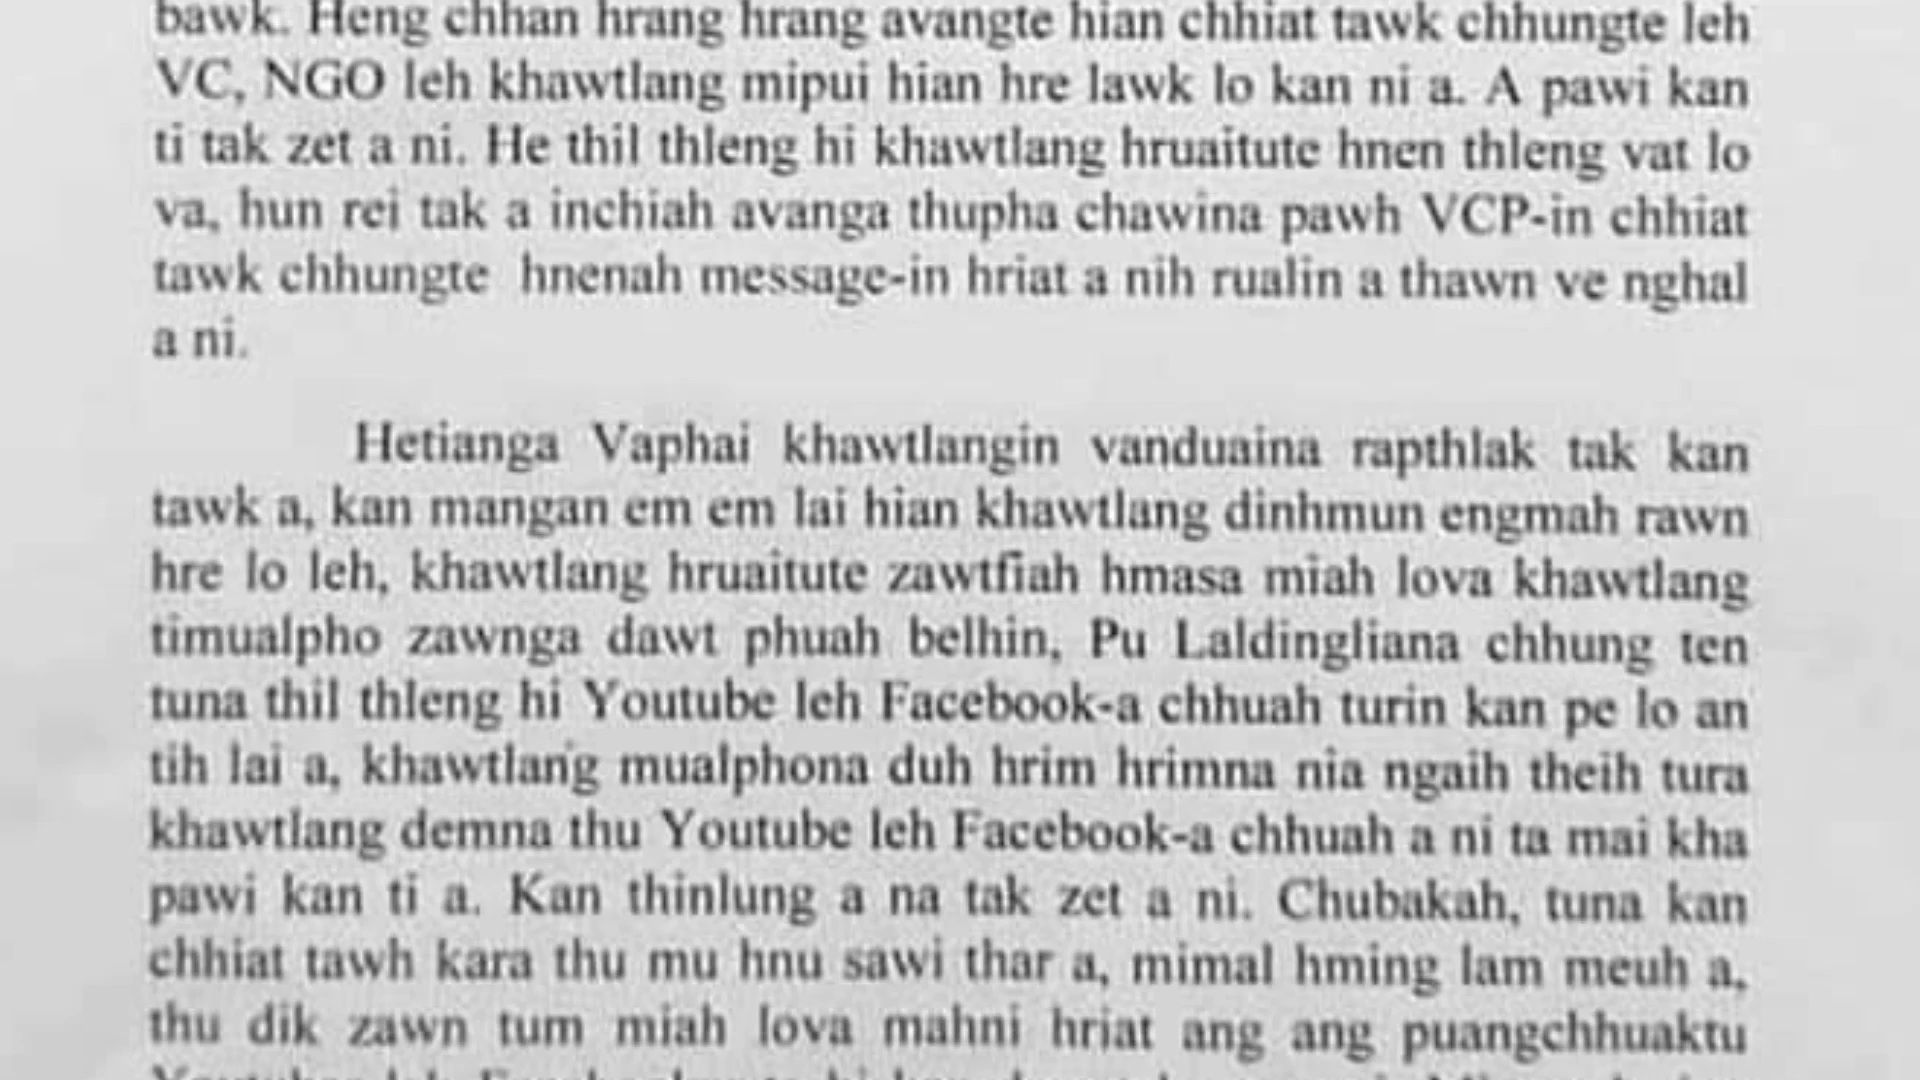 bawk. Heng chhan hrang hrang avangte hian chhiat tawk chhungte leh
VC, NGO leh khawtlang mipui hian hre lawk lo kan ni a. A pawi kan
ti tak zet a ni. He thil thleng hi khawtlang hruaitute hnen thleng vat lo
va, hun rei tak a inchiah avanga thupha chawina pawh VCP-in chhiat
tawk chhungte hnenah message-in hriat a nih rualin a thawn ve nghal
a ni.
Hetianga Vaphai khawtlangin vanduaina rapthlak tak kan
tawk a, kan mangan em em lai hian khawtlang dinhmun engmah rawn
hre lo leh, khawtlang hruaitute zawtfiah hmasa miah lova khawtlang
timualpho zawnga dawt phuah belhin, Pu Laldingliana chhung ten
tuna thil thleng hi Youtube leh Facebook-a chhuah turin kan pe lo an
tih lai a, khawtlang mualphona duh hrim hrimna nia ngaih theih tura
khawtlang demna thu Youtube leh Facebook-a chhuah a ni ta mai kha
pawi kan ti a. Kan thinlung a na tak zet a ni. Chubakah, tuna kan
chhiat tawh kara thu mu hnu sawi thar a, mimal hming lam meuh a,
thu dik zawn tum miah lova mahni hriat ang ang puangchhuaktu